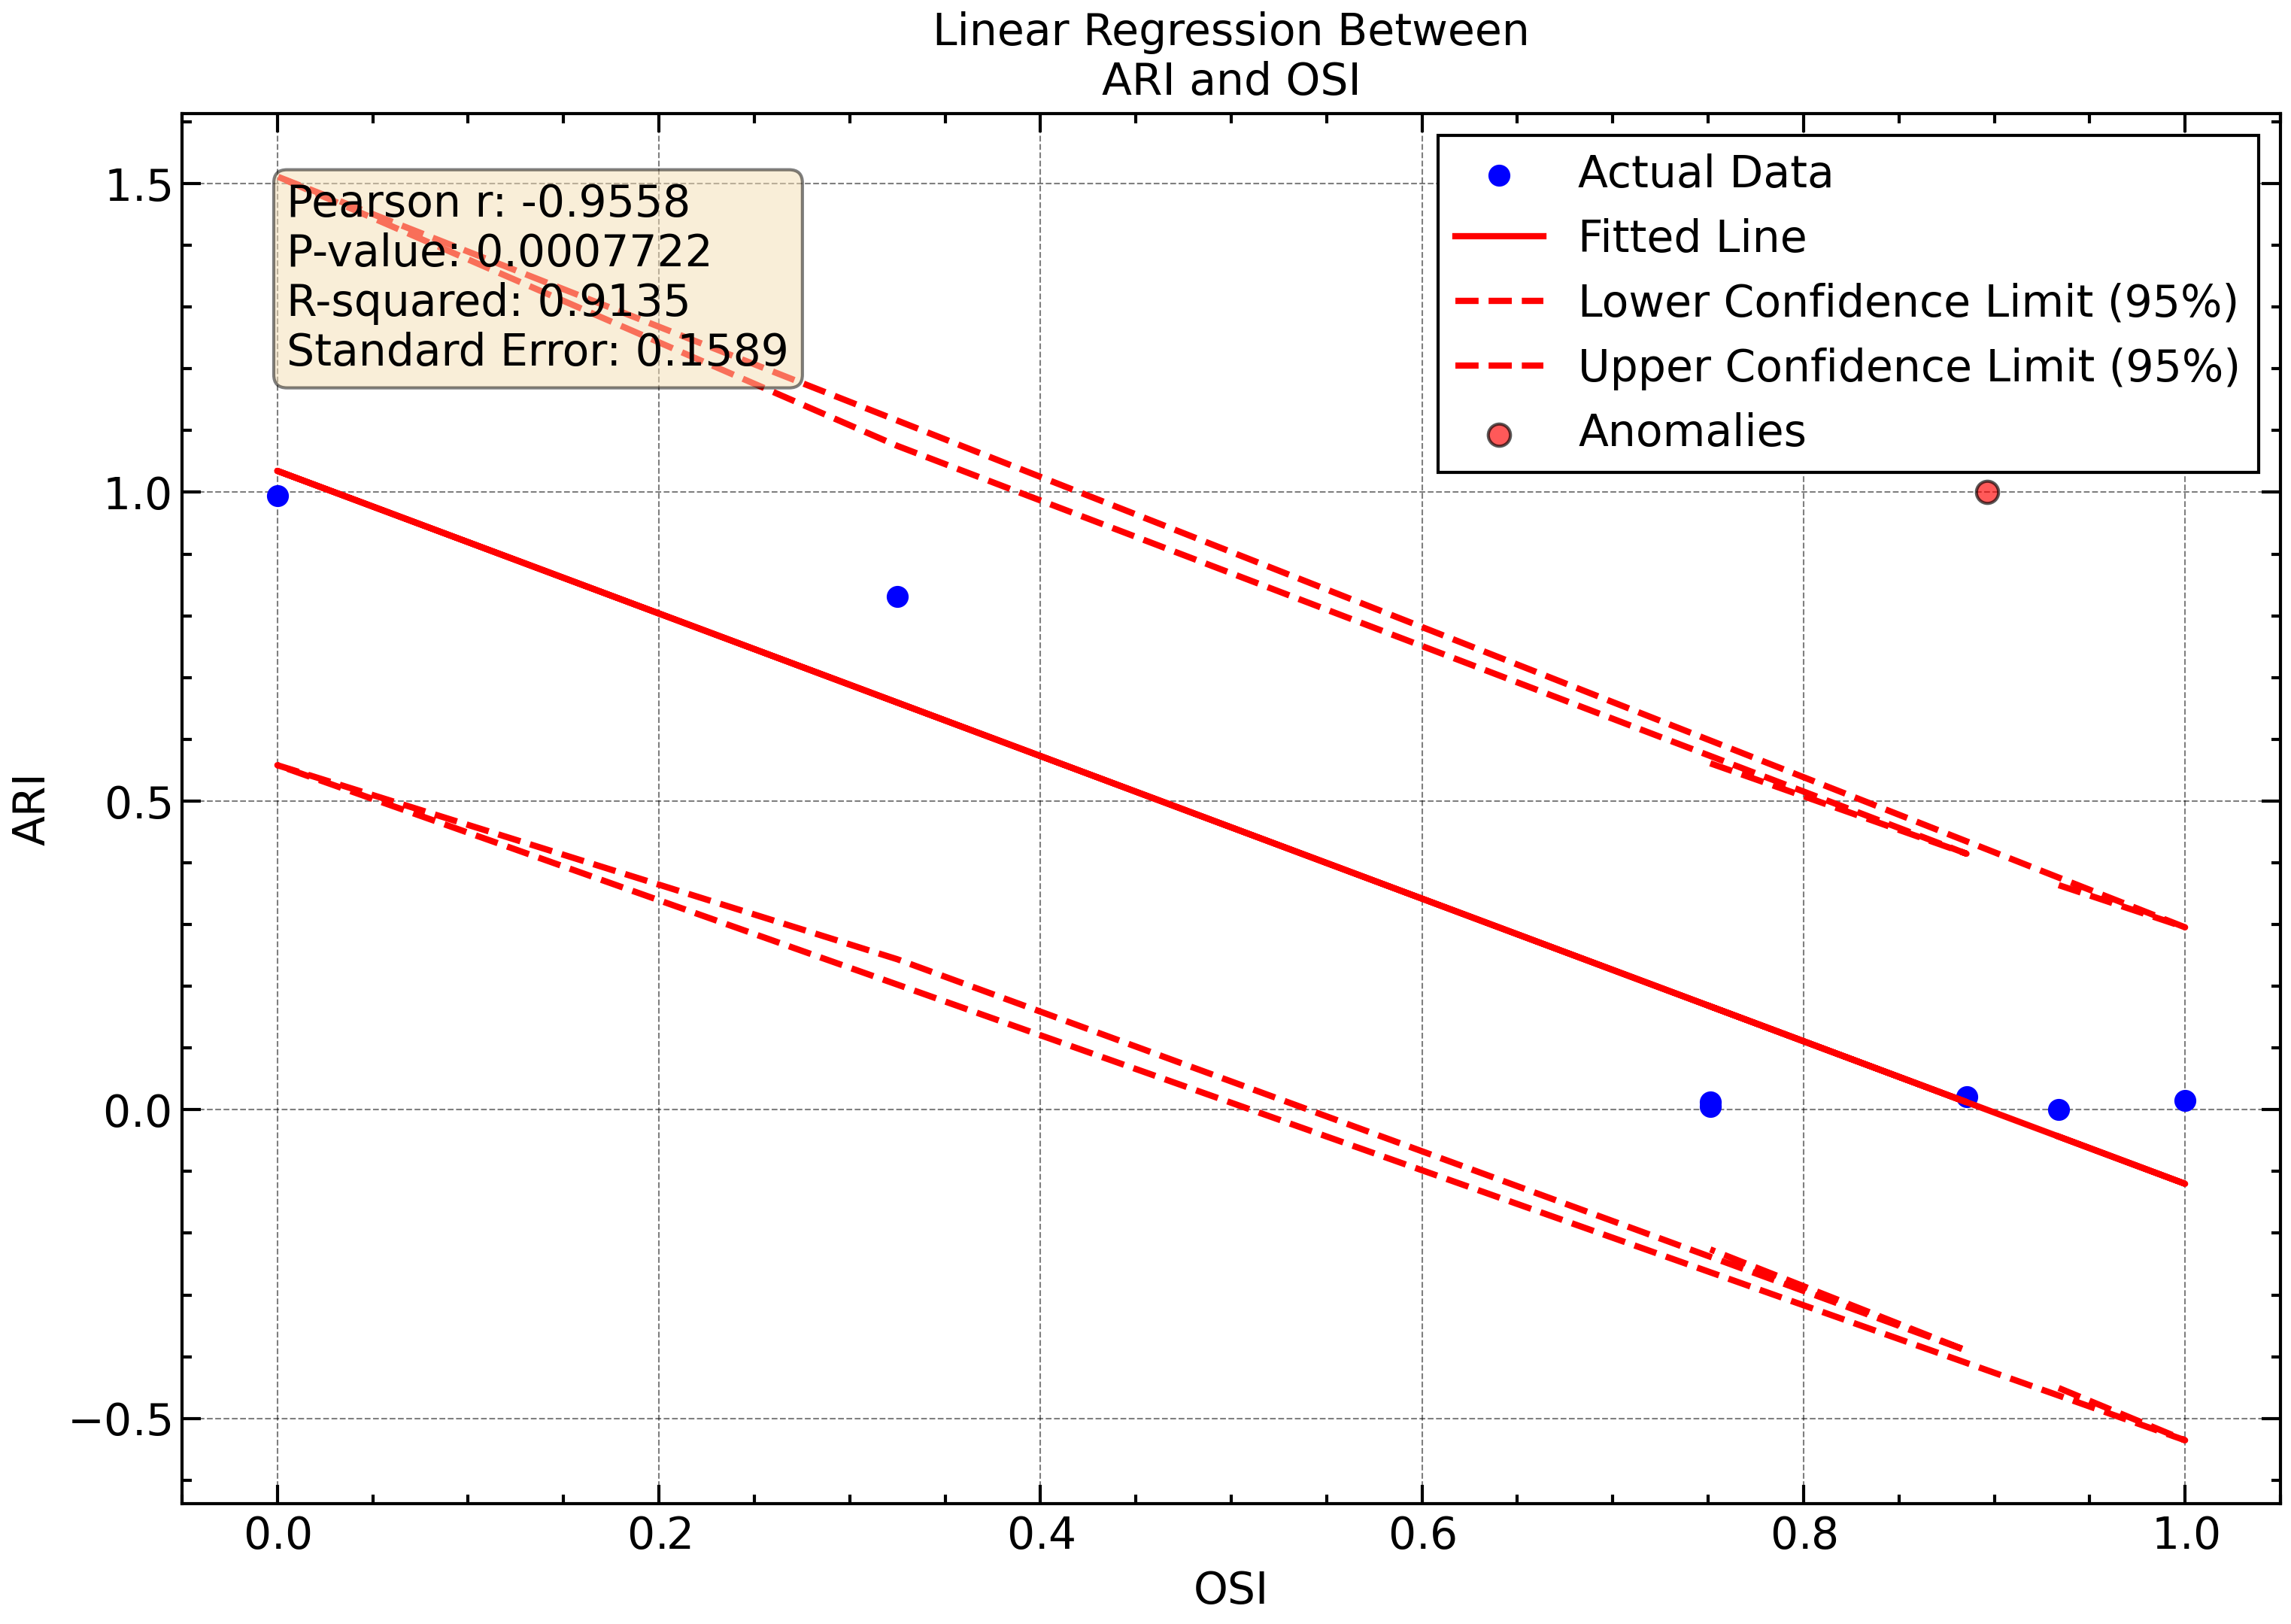 Linear Regression Between
ARI and OSI
Pearson r: -0.9558
P-value: 0.0007722
R-squared: 0.9135
Standard Error: 0.1589
Actual Data
Fitted Line
Lower Confidence Limit (95%)
Upper Confidence Limit (95%)
Anomalies
1.5
1.0
0.5
0.0
−0.5
ARI
0.0 0.2 0.4 0.6 0.8 1.0
OSI